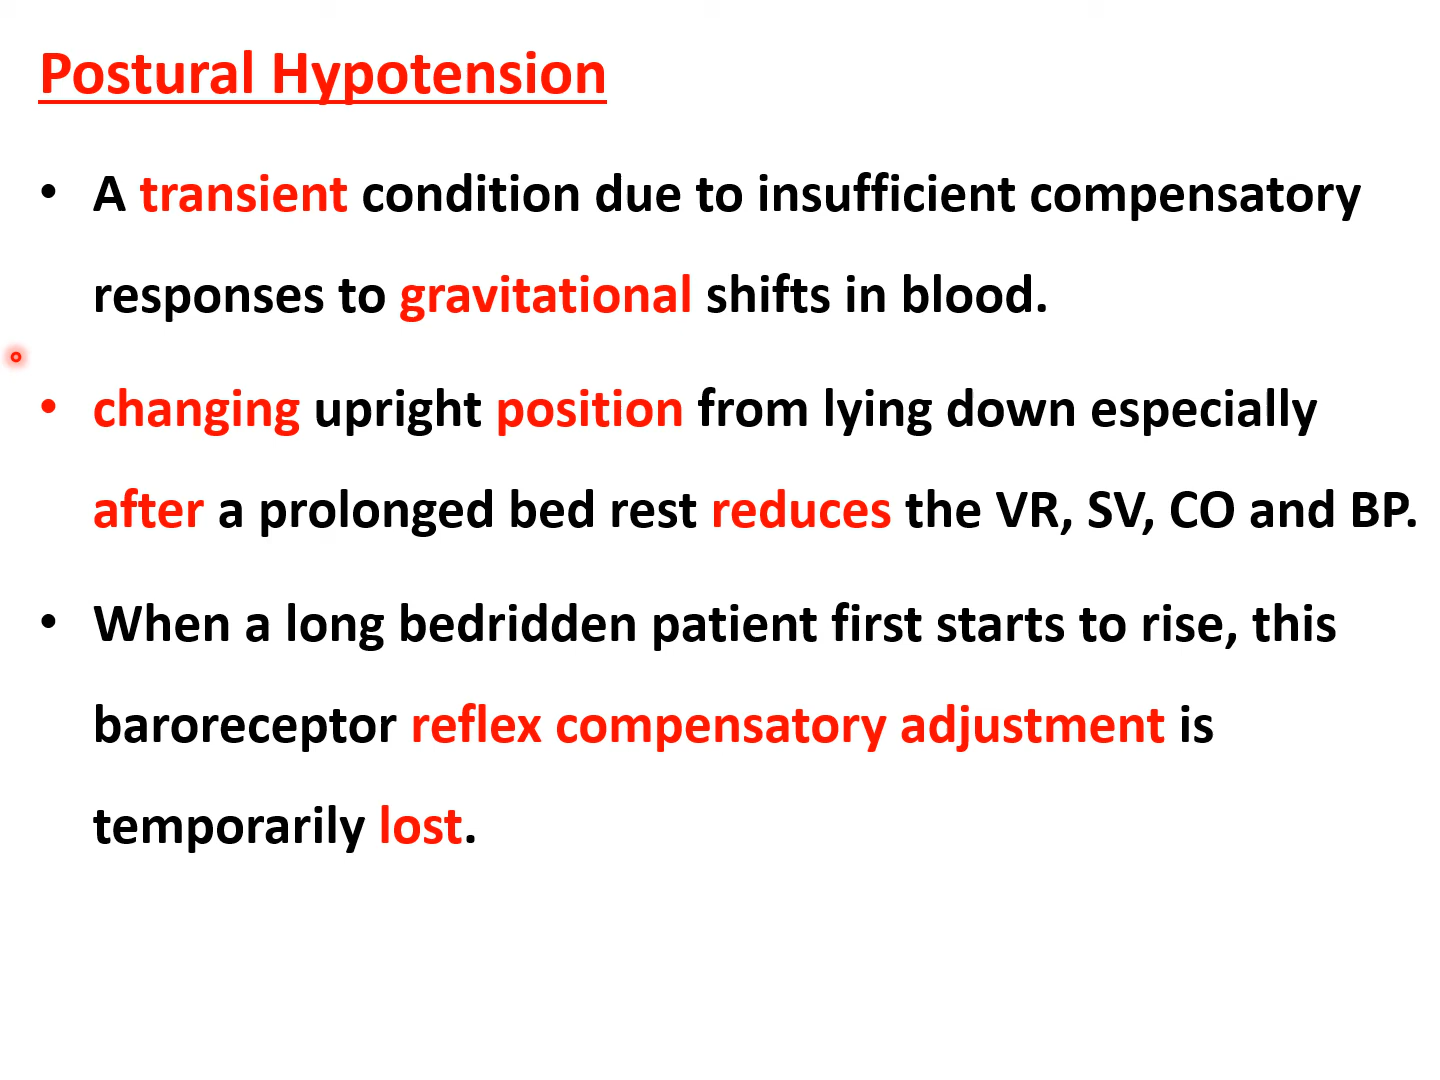 Postural Hypotension
• A transient condition due to insufficient compensatory
responses to gravitational shifts in blood.
• changing upright position from lying down especially
after a prolonged bed rest reduces the VR, SV, CO and BP.
• When a long bedridden patient first starts to rise, this
baroreceptor reflex compensatory adjustment is
temporarily lost.